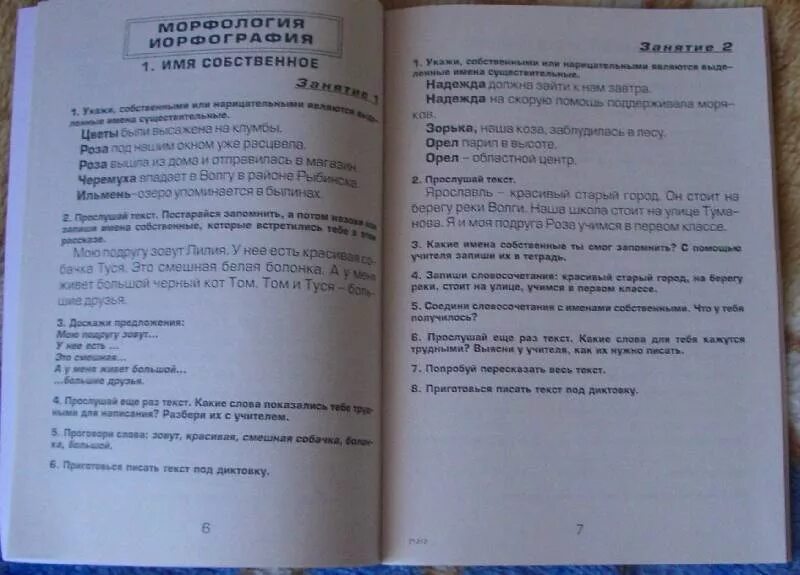 МОРФОЛОГИЯ
И ОРФОГРАФИЯ
1. ИМЯ СОБСТВЕННОЕ
Занятие 1
1. Укажи, собственными или нарицательными являются выде-
ленные имена существительные.
Цветы были высажена на клумбы.
Роза под нашим окном уже расцвела.
Роза вышла из дома и отправилась в магазин.
Черемуха впадает в Волгу в районе Рыбинска.
Ильмень-озеро упоминается в былинах.
2. Прослушай текст. Постарайся запомнить, а потом назови или
запиши имена собственные, которые встретились тебе в этом
рассказе.
Мою подругу зовут Лилия. У нее есть красивая со-
бачка Туся. Это смешная белая болонка. А у меня
живет большой черный кот Том. Том и Туся – боль-
шие друзья.
3. Доскажи предложения:
Мою подругу зовут...
У нее есть ...
Это смешная...
А у меня живет большой...
...большие друзья.
4. Прослушай еще раз текст. Какие слова показались тебе труд-
ными для написания? Разбери их с учителем.
5. Проговори слова: зовут, красивая, смешная собачка, болон-
ка, большой.
6. Приготовься писать текст под диктовку.
6
Занятие 2
1. Укажи, собственными или нарицательными являются выде-
ленные имена существительные.
Надежда должна зайти к нам завтра.
Надежда на скорую помощь поддерживала моря-
ков.
Зорька, наша коза, заблудилась в лесу.
Орел парил в высоте.
Орел – областной центр.
2. Прослушай текст.
Ярославль – красивый старый город. Он стоит на
берегу реки Волги. Наша школа стоит на улице Тума-
нова. Я и моя подруга Роза учимся в первом классе.
3. Какие имена собственные ты смог запомнить? С помощью
учителя запиши их в тетрадь.
4. Запиши словосочетания: красивый старый город, на берегу
реки, стоит на улице, учимся в первом классе.
5. Соедини словосочетания с именами собственными. Что у тебя
получилось?
6. Прослушай еще раз текст. Какие слова для тебя кажутся
трудными? Выясни у учителя, как их нужно писать.
7. Попробуй пересказать весь текст.
8. Приготовься писать текст под диктовку.
7